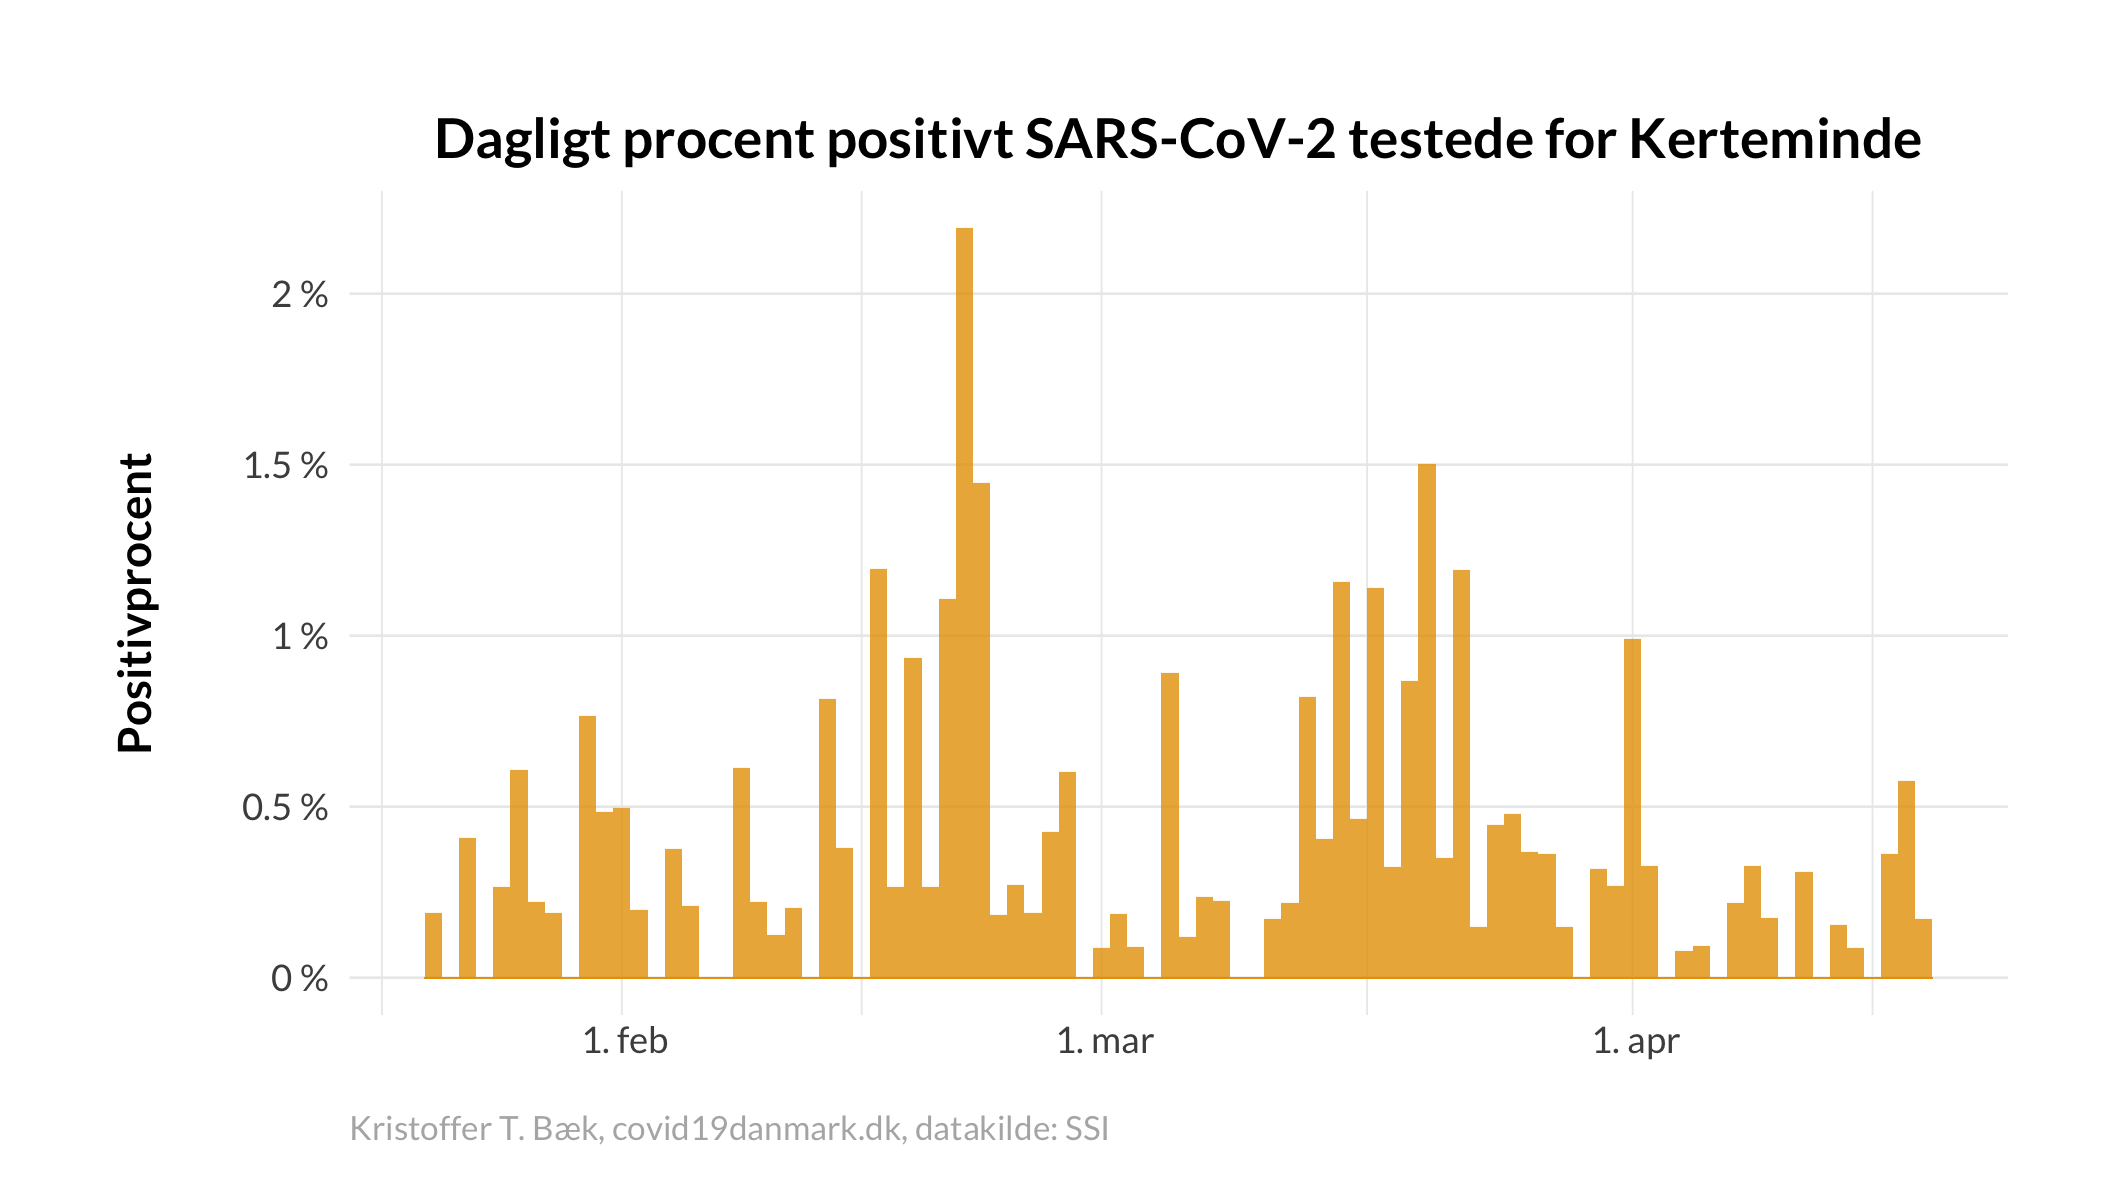 Dagligt procent positivt SARS-CoV-2 testede for Kerteminde
Positivprocent
2 %
1.5 %
1 %
0.5 %
0 %
1. feb
1. mar
1. apr
Kristoffer T. Bæk, covid19danmark.dk, datakilde: SSI